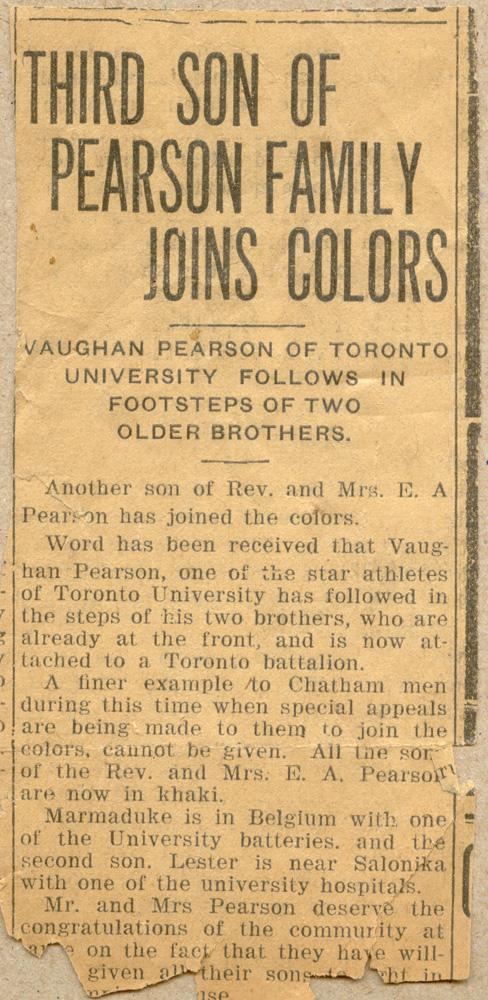 THIRD SON OF
PEARSON FAMILY
JOINS COLORS
VAUGHAN PEARSON OF TORONTO
UNIVERSITY FOLLOWS IN
FOOTSTEPS OF TWO
OLDER BROTHERS.
Another son of Rev. and Mrs. E. A
Pearson has joined the colors.
Word has been received that Vaug-
han Pearson, one of the star athletes
of Toronto University has followed in
the steps of his two brothers, who are
already at the front, and is now at-
tached to a Toronto battalion.
A finer example to Chatham men
during this time when special appeals
are being made to them to join the
colors, cannot be given. All the son
of the Rev. and Mrs. E. A. Pearson
are now in khaki.
Marmaduke is in Belgium with one
of the University batteries. and the
second son. Lester is near Salonika
with one of the university hospitals.
Mr. and Mrs Pearson deserve the
congratulations of the community at
on the fact that they have will-
given all their sons in